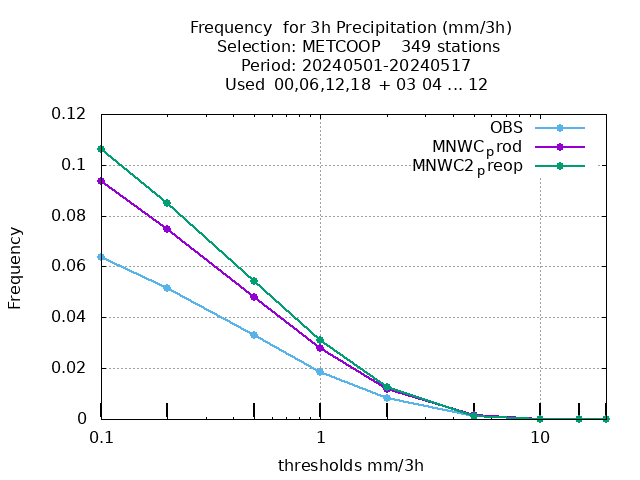 Frequency  for 3h Precipitation (mm/3h)
Selection: METCOOP    349 stations
Period: 20240501-20240517
Used  00,06,12,18 + 03 04 ... 12
0.12
0.1
0.08
0.06
0.04
0.02
0
OBS
MNWCprod
MNWC2preop
Frequency
0.1
1
10
thresholds mm/3h